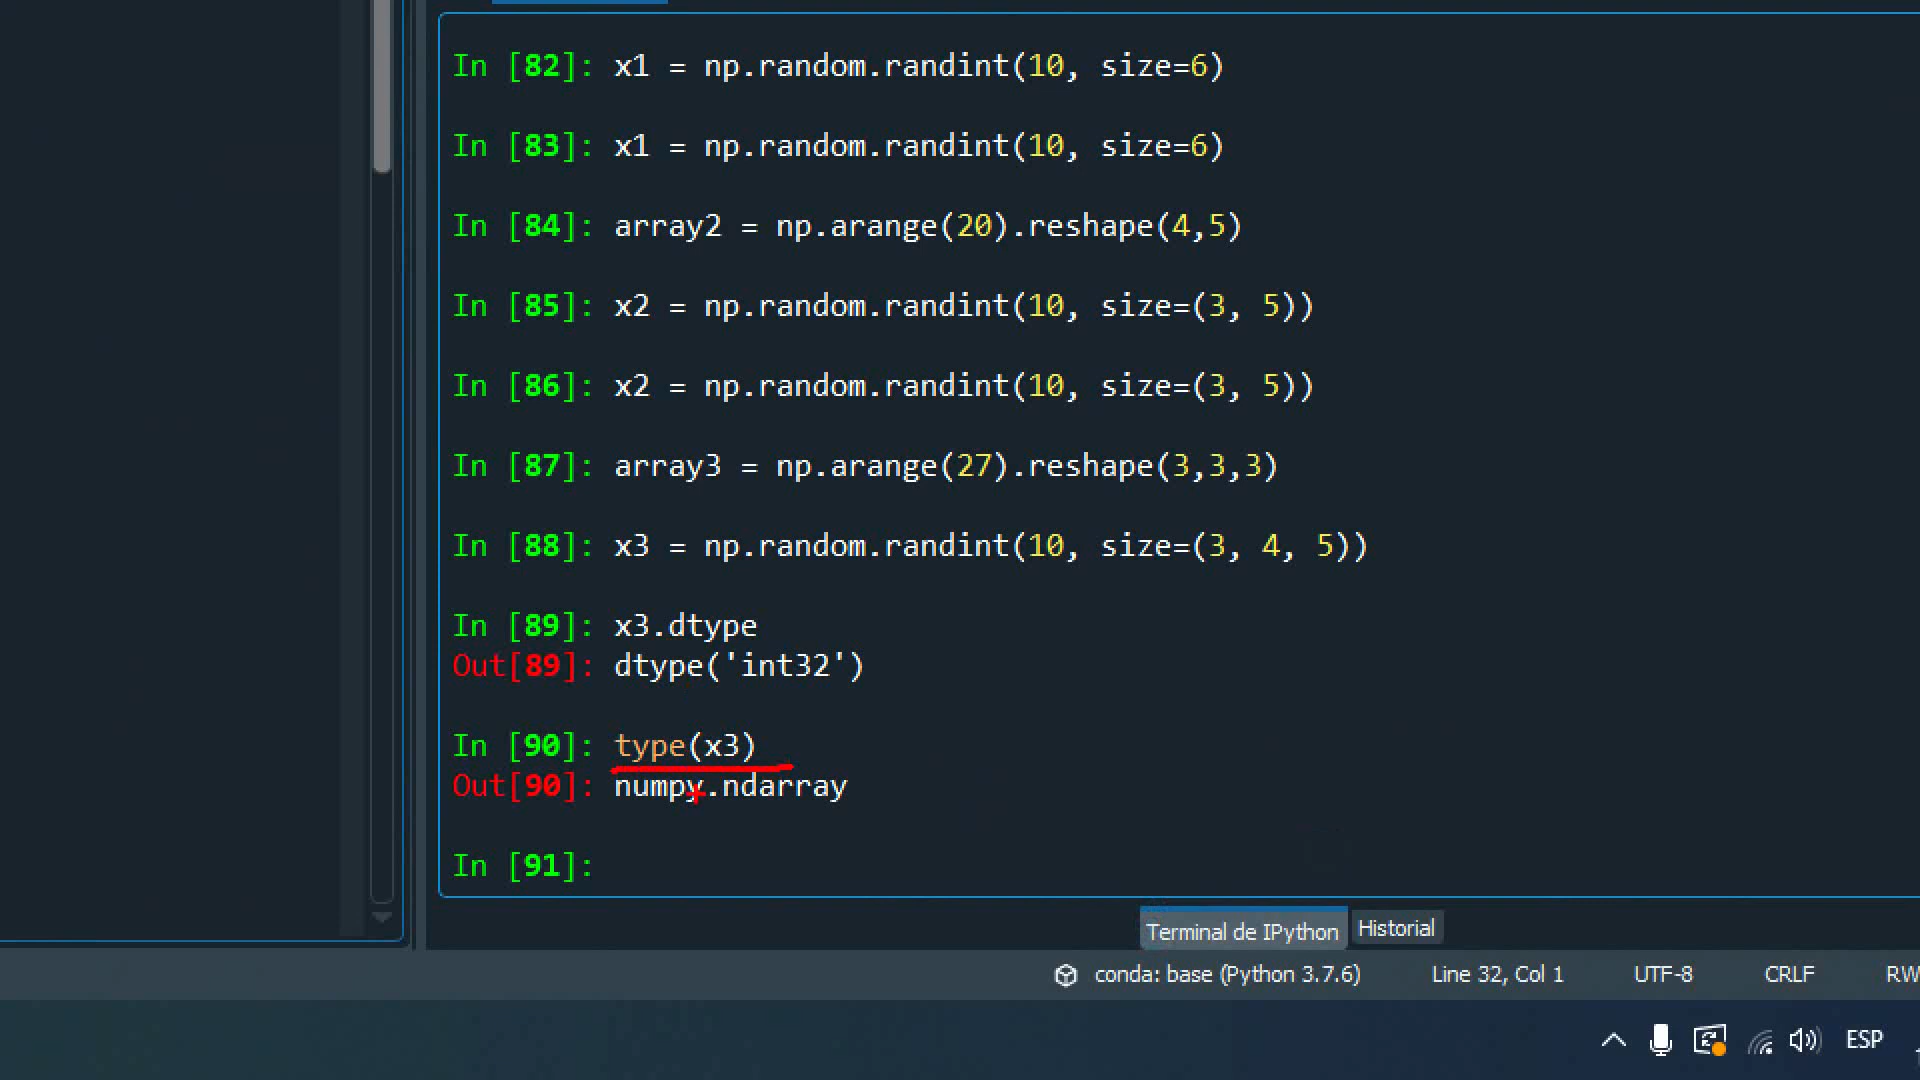 In [82]: x1 = np.random.randint(10, size=6)
In [83]: x1 = np.random.randint(10, size=6)
In [84]: array2 = np.arange(20).reshape(4,5)
In [85]: x2 = np.random.randint(10, size=(3, 5))
In [86]: x2 = np.random.randint(10, size=(3, 5))
In [87]: array3 = np.arange(27).reshape(3,3,3)
In [88]: x3 = np.random.randint(10, size=(3, 4, 5))
In [89]: x3.dtype
Out[89]: dtype('int32')
In [90]: type(x3)
Out[90]: numpy.ndarray
In [91]:
Terminal de IPython Historial
conda: base (Python 3.7.6) Line 32, Col 1 UTF-8 CRLF RW
ESP